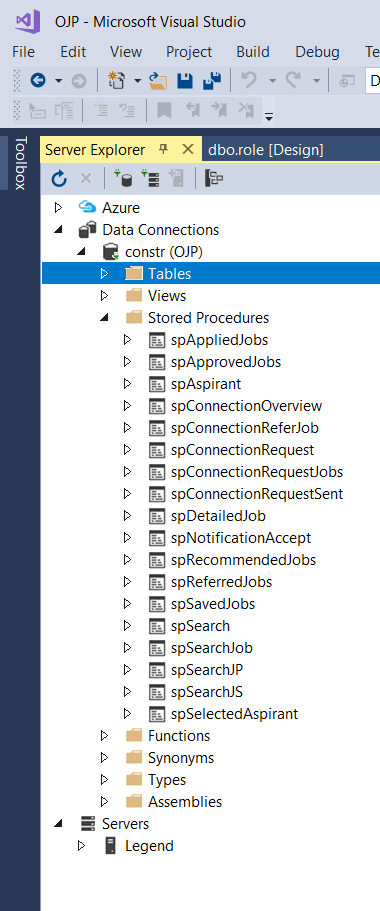 OJP - Microsoft Visual Studio
File Edit View Project Build Debug Te
D
Toolbox
Server Explorer dbo.role [Design]
Azure
Data Connections
constr (OJP)
Tables
Views
Stored Procedures
spAppliedJobs
spApprovedJobs
spAspirant
spConnectionOverview
spConnectionReferJob
spConnectionRequest
spConnectionRequestJobs
spConnectionRequestSent
spDetailedJob
spNotificationAccept
spRecommendedJobs
spReferredJobs
spSavedJobs
spSearch
spSearchJob
spSearchJP
spSearchJS
spSelectedAspirant
Functions
Synonyms
Types
Assemblies
Servers
Legend